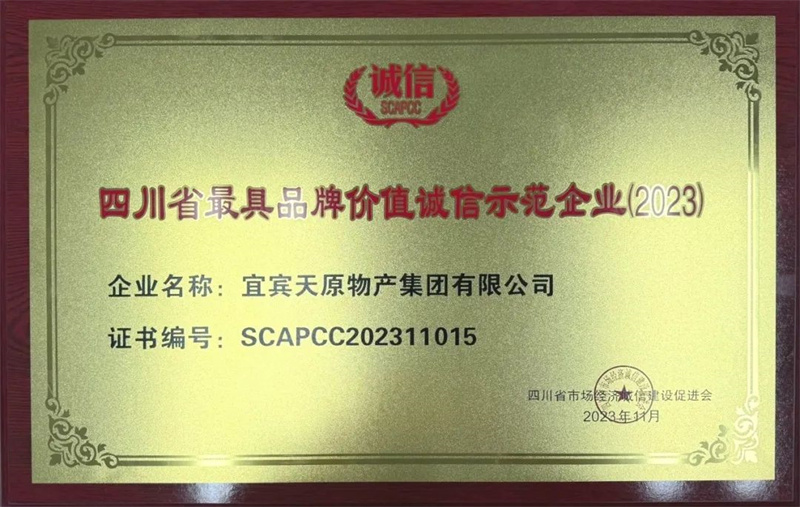 诚信
SCAPCC
四川省最具品牌价值诚信示范企业(2023)
企业名称：宜宾天原物产集团有限公司
证书编号：SCAPCC202311015
四川省市场经济诚信建设促进会
2023年11月